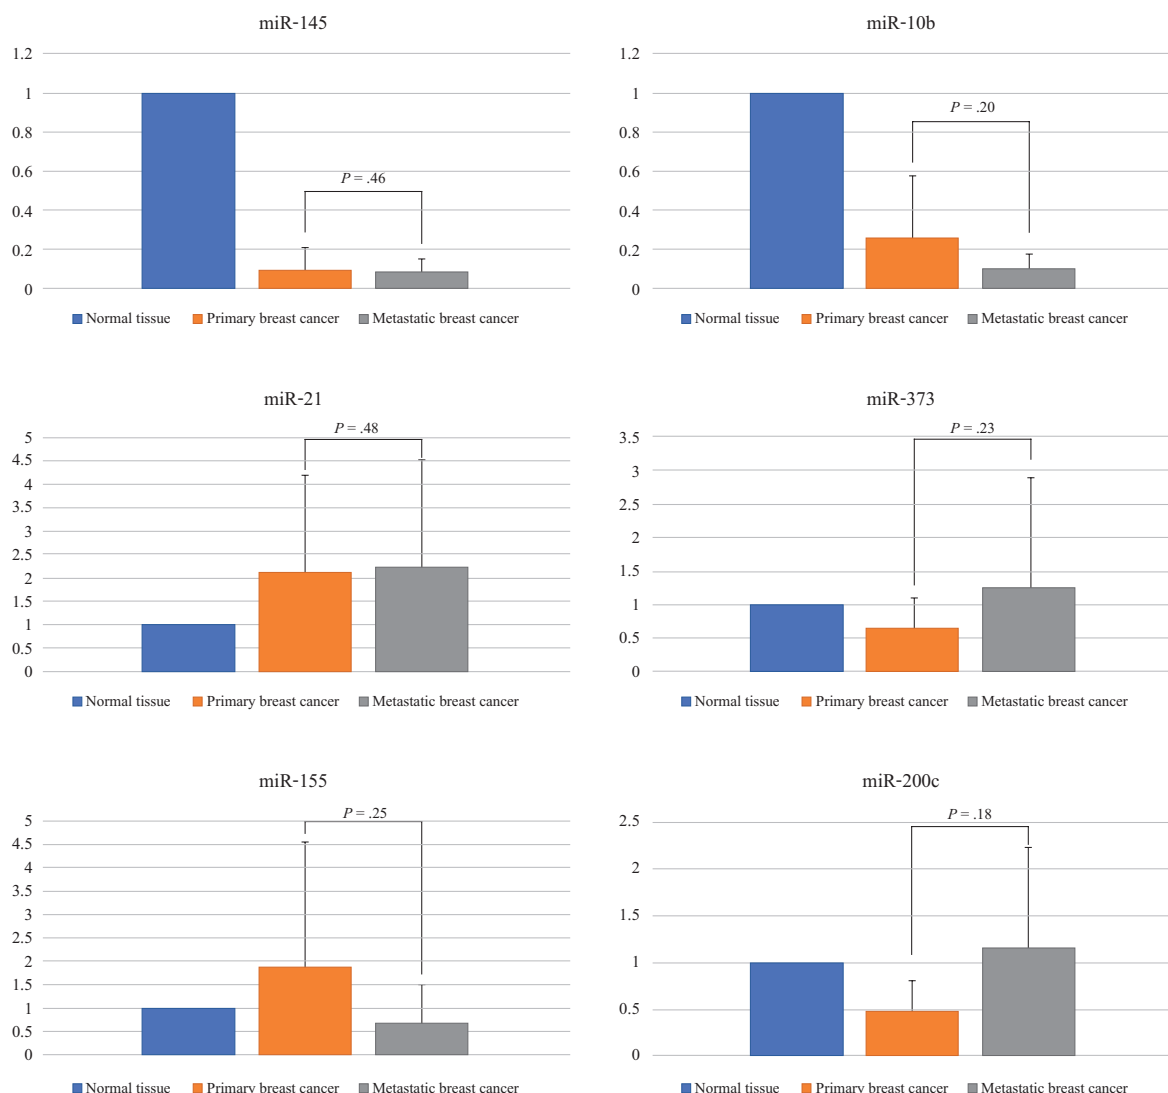 miR-145
1.2
1
0.8
0.6
0.4
0.2
0
P = .46
Normal tissue Primary breast cancer Metastatic breast cancer
miR-10b
1.2
1
0.8
0.6
0.4
0.2
0
P = .20
Normal tissue Primary breast cancer Metastatic breast cancer
miR-21
5
4.5
4
3.5
3
2.5
2
1.5
1
0.5
0
P = .48
Normal tissue Primary breast cancer Metastatic breast cancer
miR-373
3.5
3
2.5
2
1.5
1
0.5
0
P = .23
Normal tissue Primary breast cancer Metastatic breast cancer
miR-155
5
4.5
4
3.5
3
2.5
2
1.5
1
0.5
0
P = .25
Normal tissue Primary breast cancer Metastatic breast cancer
miR-200c
2.5
2
1.5
1
0.5
0
P = .18
Normal tissue Primary breast cancer Metastatic breast cancer